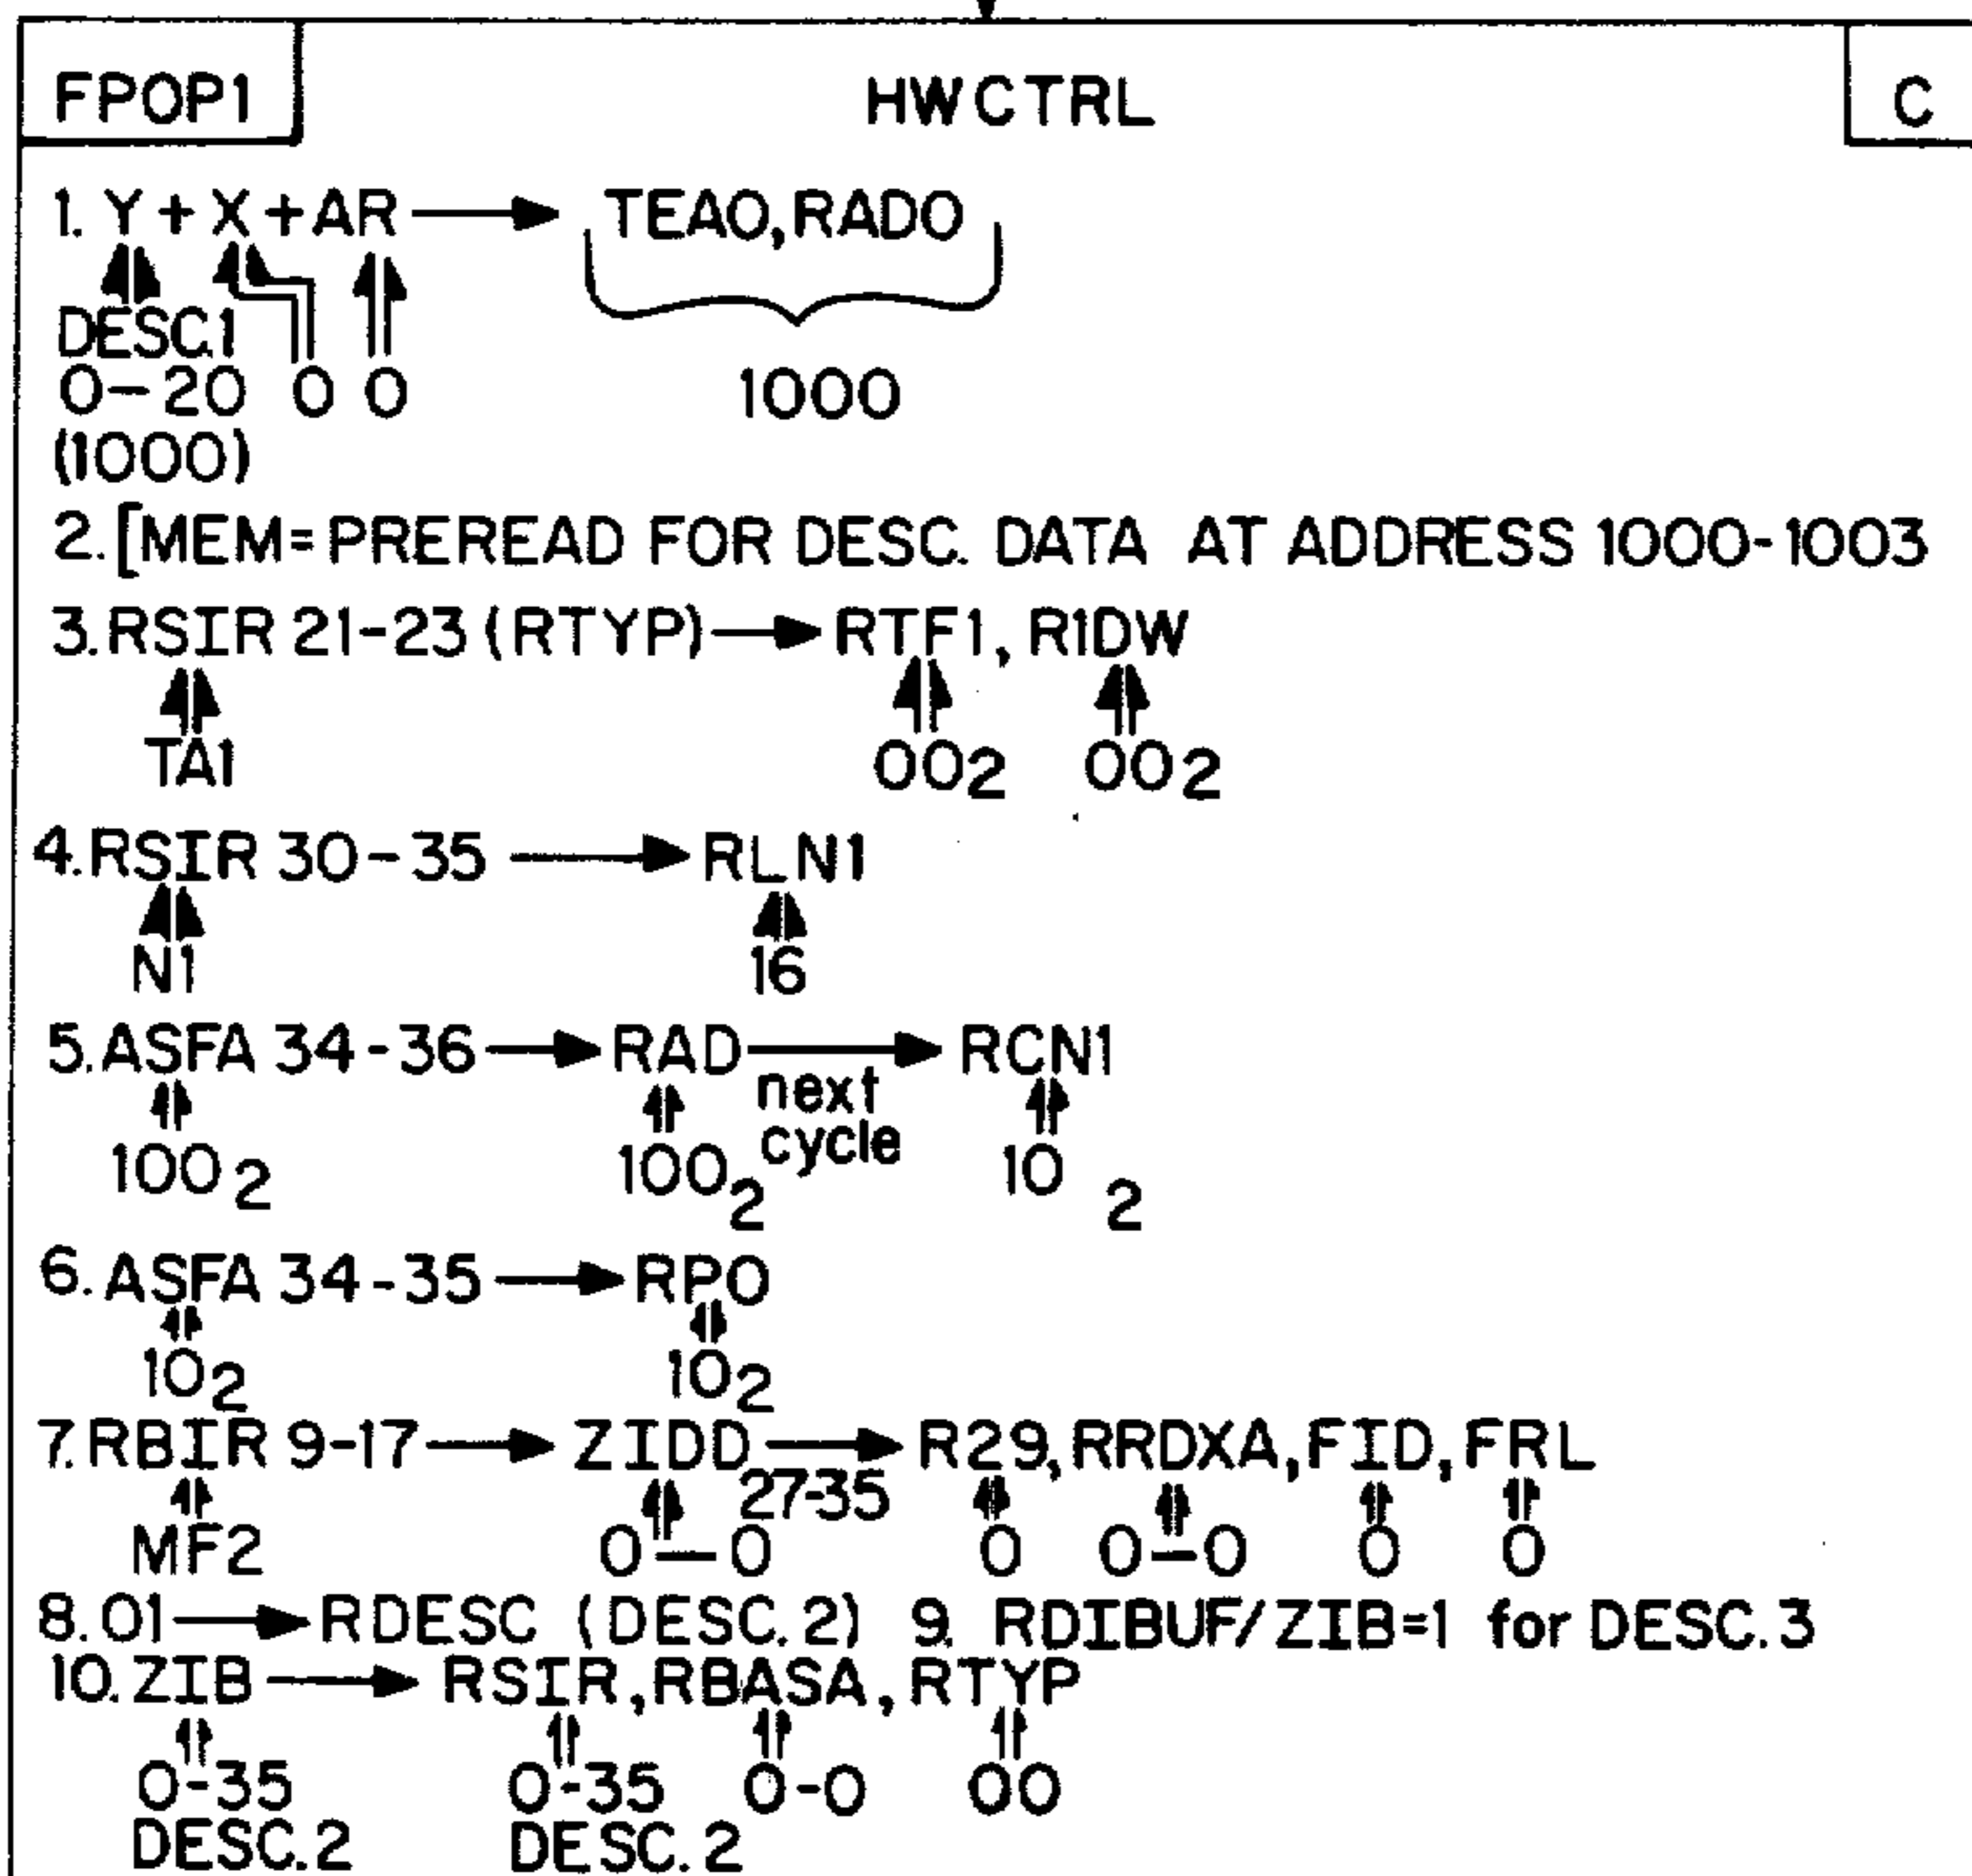 FPOP1 HWCTRL C
1. Y + X + AR → TEAO, RADO
DESC.1
0-20 0 0 1000
(1000)
2. [MEM = PREREAD FOR DESC. DATA AT ADDRESS 1000-1003
3. RSIR 21-23 (RTYP) → RTF1, R1DW
TA1 00₂ 00₂
4. RSIR 30-35 → RLN1
N1 16
5. ASFA 34-36 → RAD → RCN1
next
cycle
100₂ 100₂ 10₂
6. ASFA 34-35 → RPO
10₂ 10₂
7. RBIR 9-17 → ZIDD → R29, RRDXA, FID, FRL
27-35
MF2 0-0 0 0-0 0 0
8. 01 → RDESC (DESC. 2) 9. RDIBUF/ZIB=1 for DESC. 3
10. ZIB → RSIR, RBASA, RTYP
0-35 0-35 0-0 00
DESC. 2 DESC. 2